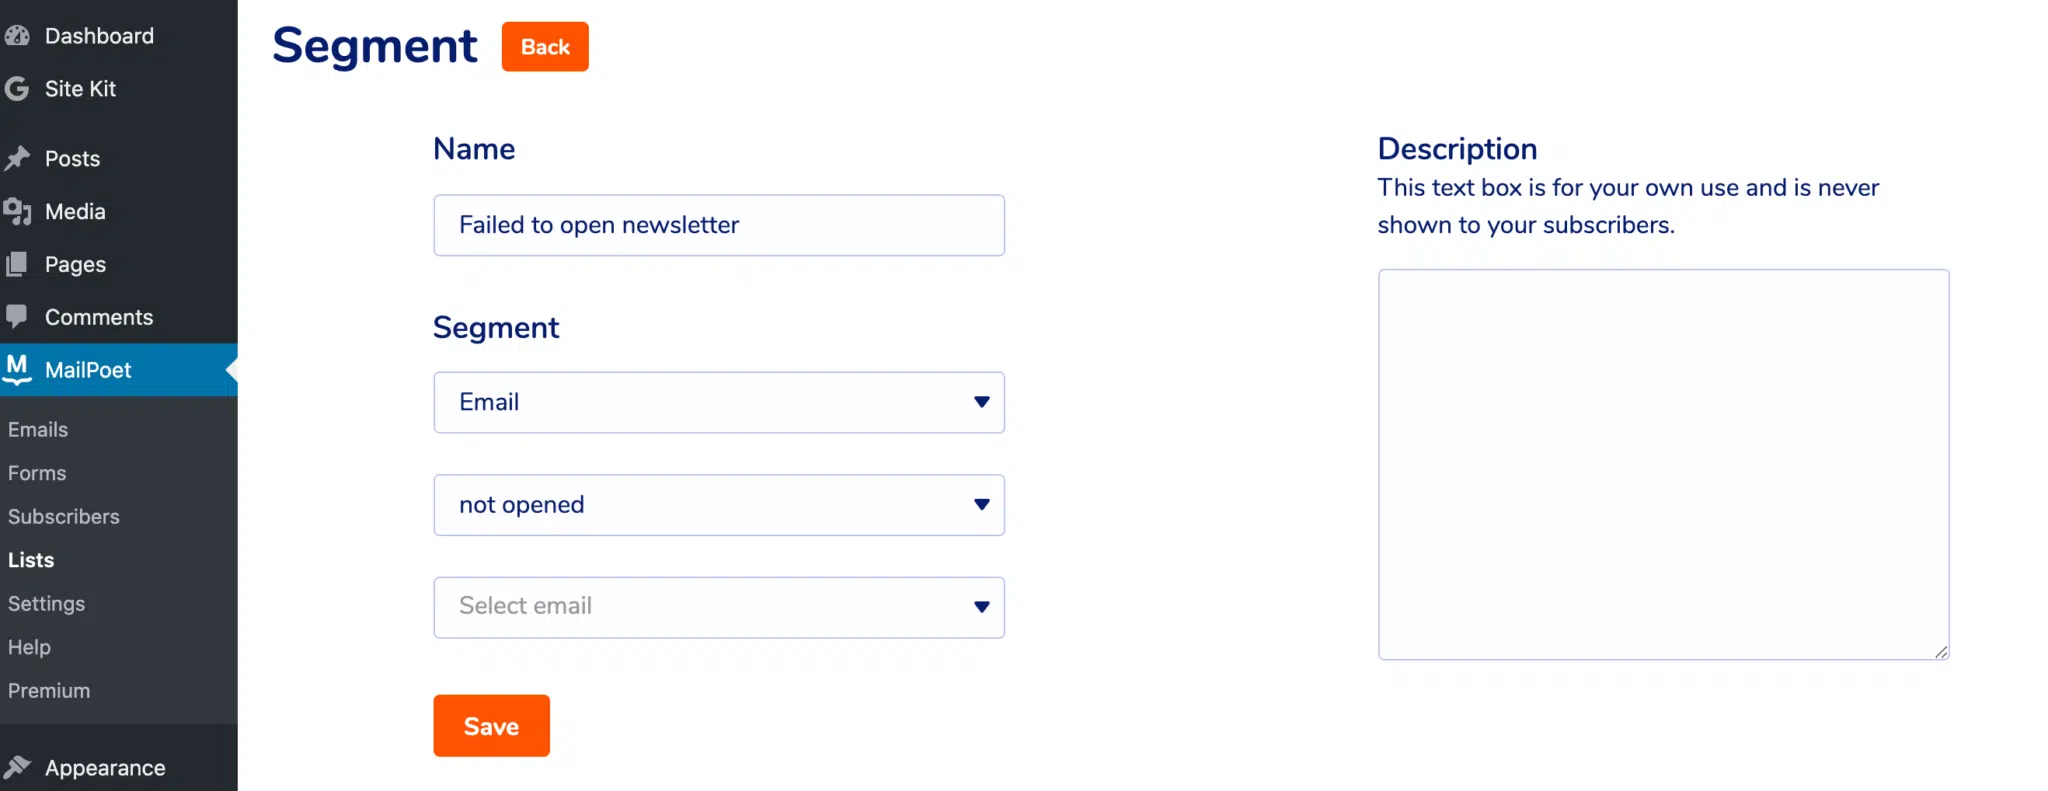 Dashboard
Site Kit
Posts
Media
Pages
Comments
MailPoet
Emails
Forms
Subscribers
Lists
Settings
Help
Premium
Appearance
Segment
Back
Name
Failed to open newsletter
Segment
Email
not opened
Select email
Save
Description
This text box is for your own use and is never
shown to your subscribers.